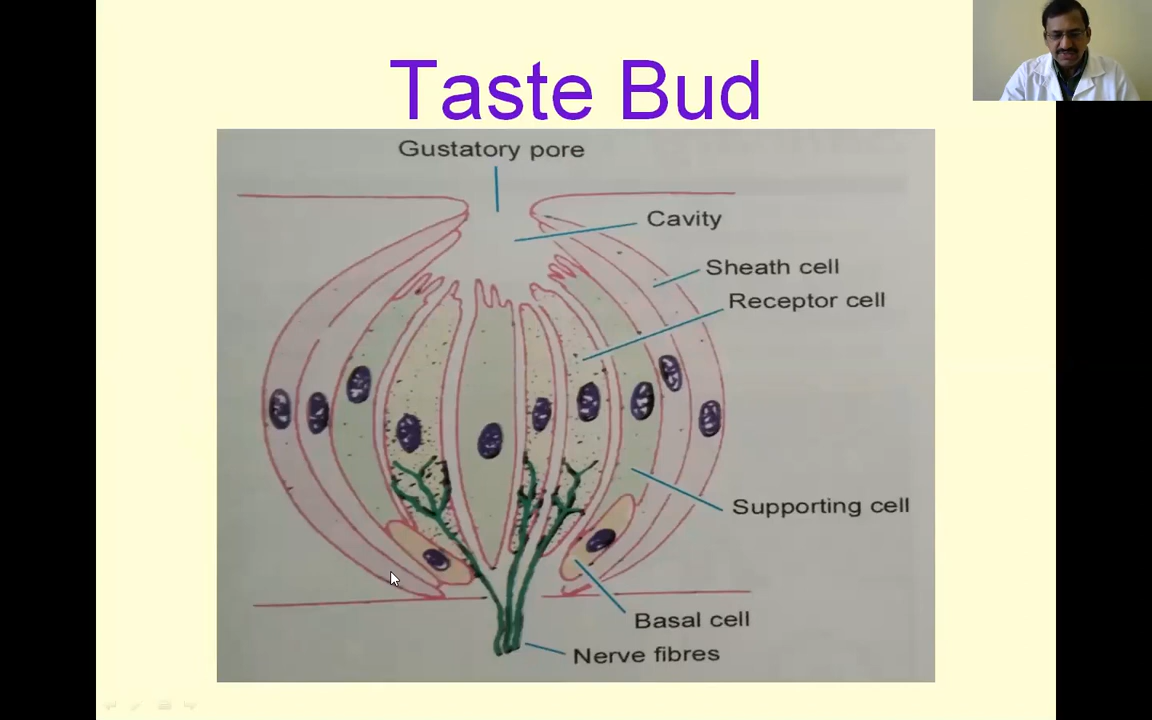 Taste Bud
Gustatory pore
Cavity
Sheath cell
Receptor cell
Supporting cell
Basal cell
Nerve fibres